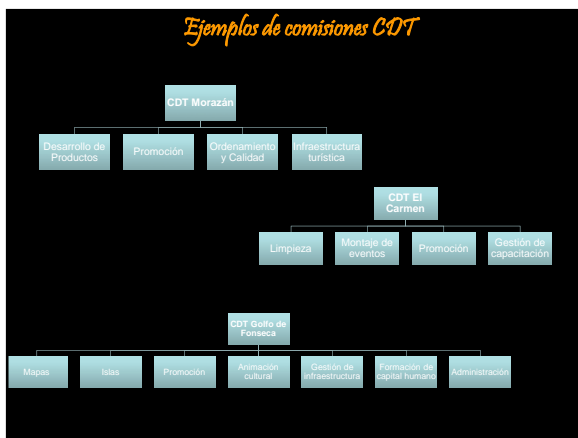 Ejemplos de comisiones CDT
CDT Morazán
Desarrollo de
Productos
Promoción
Ordenamiento
y Calidad
Infraestructura
turística
CDT El
Carmen
Limpieza
Montaje de
eventos
Promoción
Gestión de
capacitación
CDT Golfo de
Fonseca
Mapas
Islas
Promoción
Animación
cultural
Gestión de
infraestructura
Formación de
capital humano
Administración